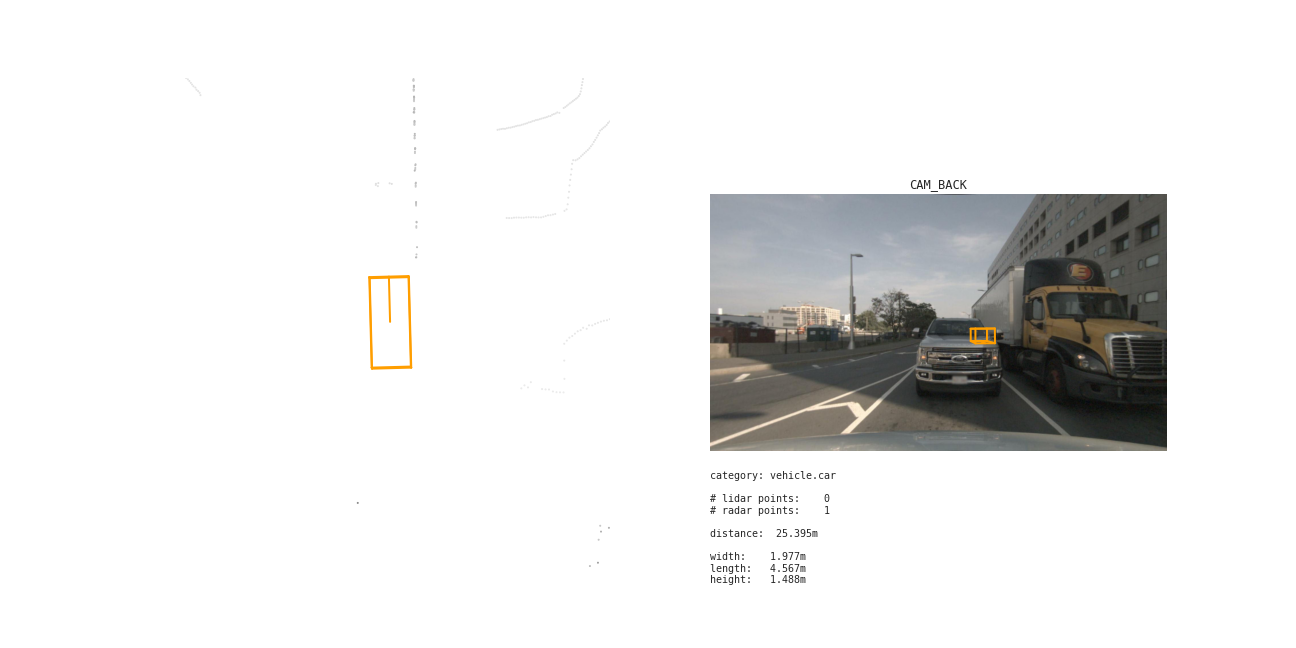 CAM_BACK
category: vehicle.car
# lidar points: 0
# radar points: 1
distance: 25.395m
width: 1.977m
length: 4.567m
height: 1.488m